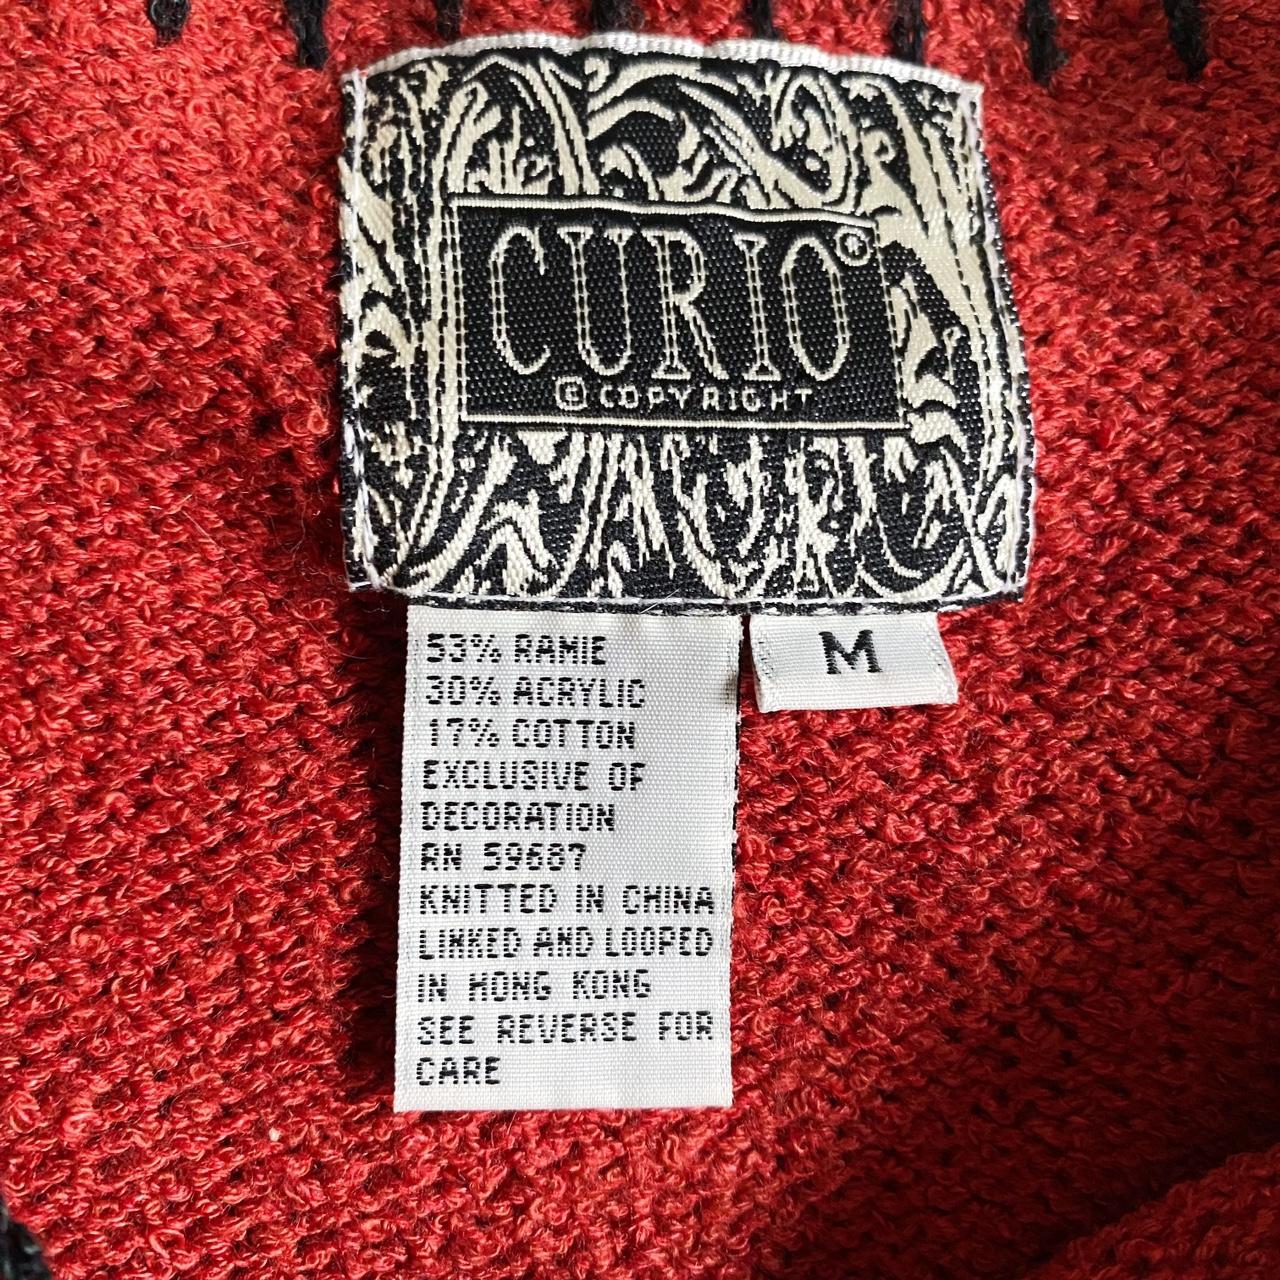 CURIO®
© COPYRIGHT
M
53% RAMIE
30% ACRYLIC
17% COTTON
EXCLUSIVE OF
DECORATION
RN 59687
KNITTED IN CHINA
LINKED AND LOOPED
IN HONG KONG
SEE REVERSE FOR
CARE